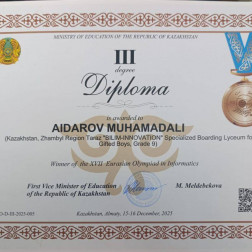 MINISTRY OF EDUCATION OF THE REPUBLIC OF KAZAKHSTAN
III
degree
Diploma
is awarded to
AIDAROV MUHAMADALI
(Kazakhstan, Zhambyl Region Taraz "BILIM-INNOVATION" Specialized Boarding Lyceum for
Gifted Boys, Grade 9)
Winner of the XVII Eurasian Olympiad in Informatics
First Vice Minister of Education
of the Republic of Kazakhstan
M. Meldebekova
Kazakhstan, Almaty, 15-16 December 2025